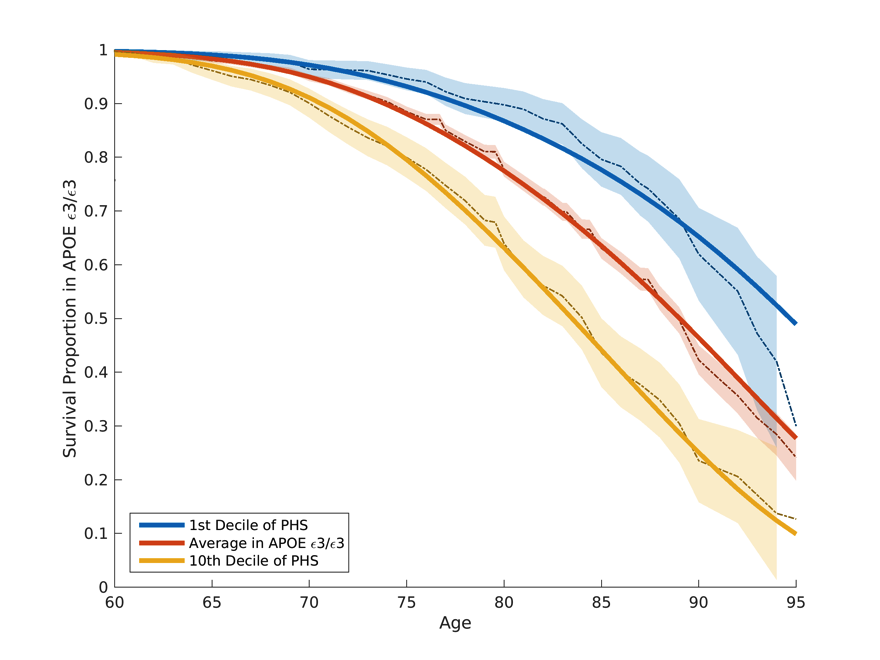 Survival Proportion in APOE ϵ3/ϵ3
1
0.9
0.8
0.7
0.6
0.5
0.4
0.3
0.2
0.1
0
1st Decile of PHS
Average in APOE ϵ3/ϵ3
10th Decile of PHS
60 65 70 75 80 85 90 95
Age